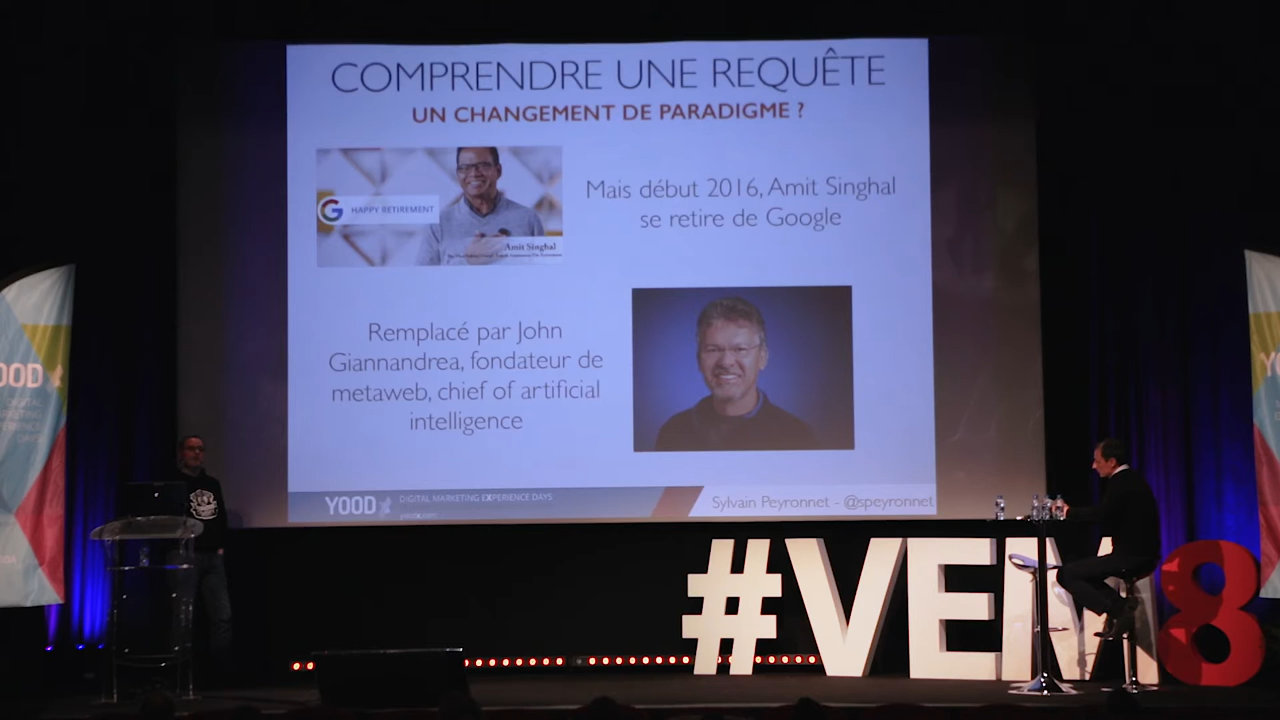 COMPRENDRE UNE REQUÊTE
UN CHANGEMENT DE PARADIGME ?
G HAPPY RETIREMENT
Amit Singhal
Mais début 2016, Amit Singhal
se retire de Google
Remplacé par John
Giannandrea, fondateur de
metaweb, chief of artificial
intelligence
YOOD
DIGITAL MARKETING EXPERIENCE DAYS
Sylvain Peyronnet - @speyronnet
OOD
#VEM8